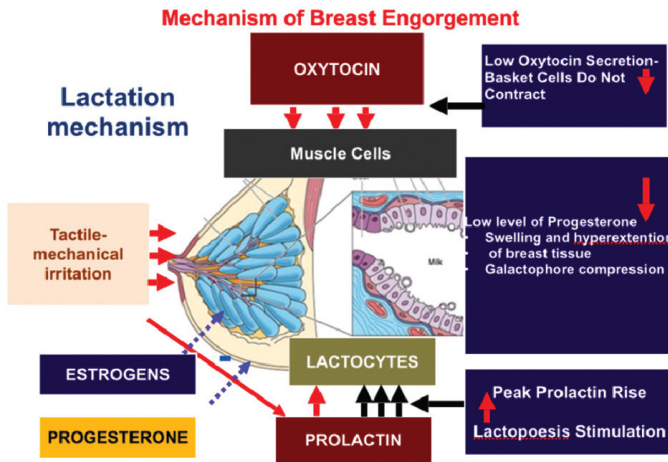 Mechanism of Breast Engorgement
Lactation
mechanism
OXYTOCIN
Low Oxytocin Secretion-
Basket Cells Do Not
Contract
Muscle Cells
Tactile-
mechanical
irritation
Milk
Low level of Progesterone
Swelling and hyperextention
of breast tissue
Galactophore compression
ESTROGENS
LACTOCYTES
PROGESTERONE
PROLACTIN
Peak Prolactin Rise
Lactopoesis Stimulation